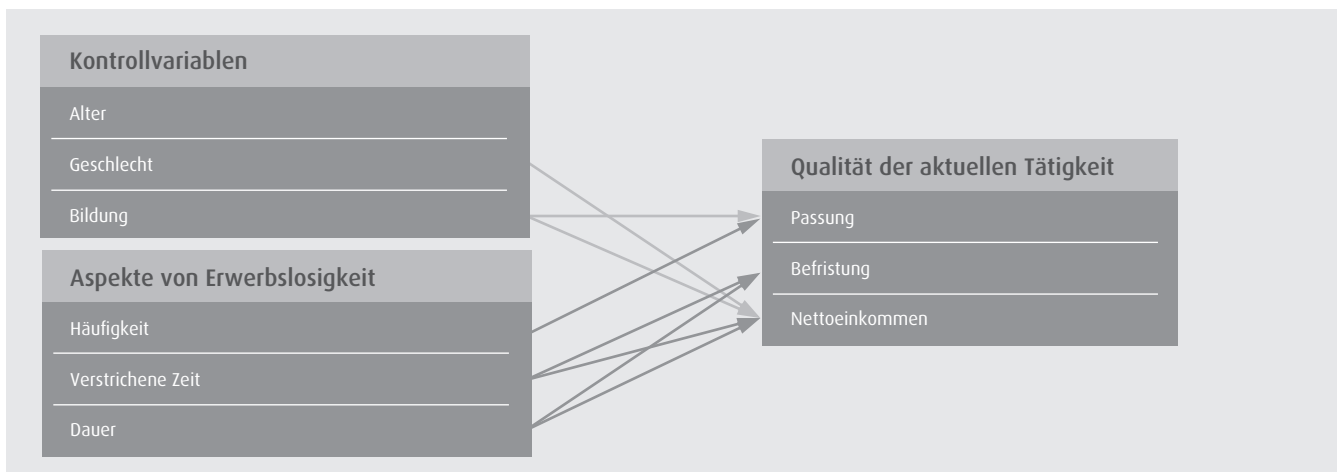 Kontrollvariablen
Alter
Geschlecht
Bildung
Aspekte von Erwerbslosigkeit
Häufigkeit
Verstrichene Zeit
Dauer
Qualität der aktuellen Tätigkeit
Passung
Befristung
Nettoeinkommen